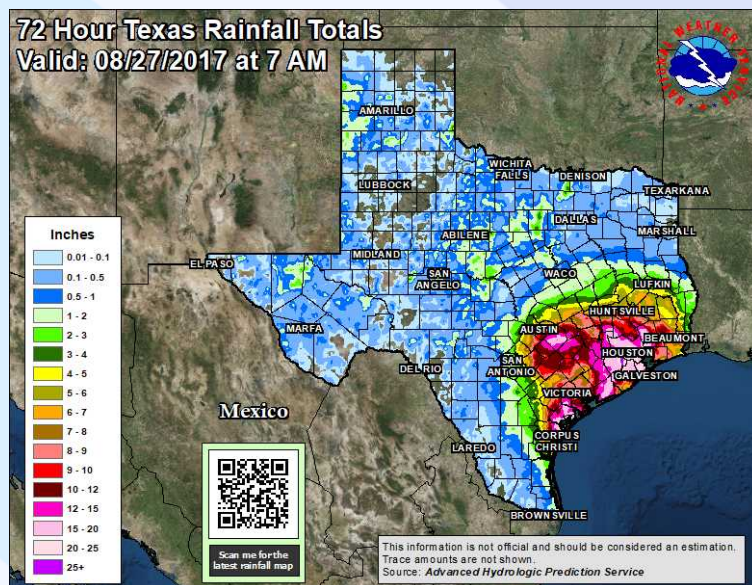 72 Hour Texas Rainfall Totals
Valid: 08/27/2017 at 7 AM
NATIONAL WEATHER SERVICE
AMARILLO
WICHITA
FALLS
DENISON
LUBBOCK
TEXARKANA
DALLAS
ABILENE
MARSHALL
MIDLAND
EL PASO
SAN
ANGELO
WACO
LUFKIN
HUNTSVILLE
MARFA
AUSTIN
BEAUMONT
HOUSTON
DEL RIO
SAN
ANTONIO
GALVESTON
VICTORIA
Mexico
CORPUS
CHRISTI
LAREDO
BROWNSVILLE
Inches
0.01 - 0.1
0.1 - 0.5
0.5 - 1
1 - 2
2 - 3
3 - 4
4 - 5
5 - 6
6 - 7
7 - 8
8 - 9
9 - 10
10 - 12
12 - 15
15 - 20
20 - 25
25+
Scan me for the
latest rainfall map
This information is not official and should be considered an estimation.
Trace amounts are not shown.
Source: Advanced Hydrologic Prediction Service